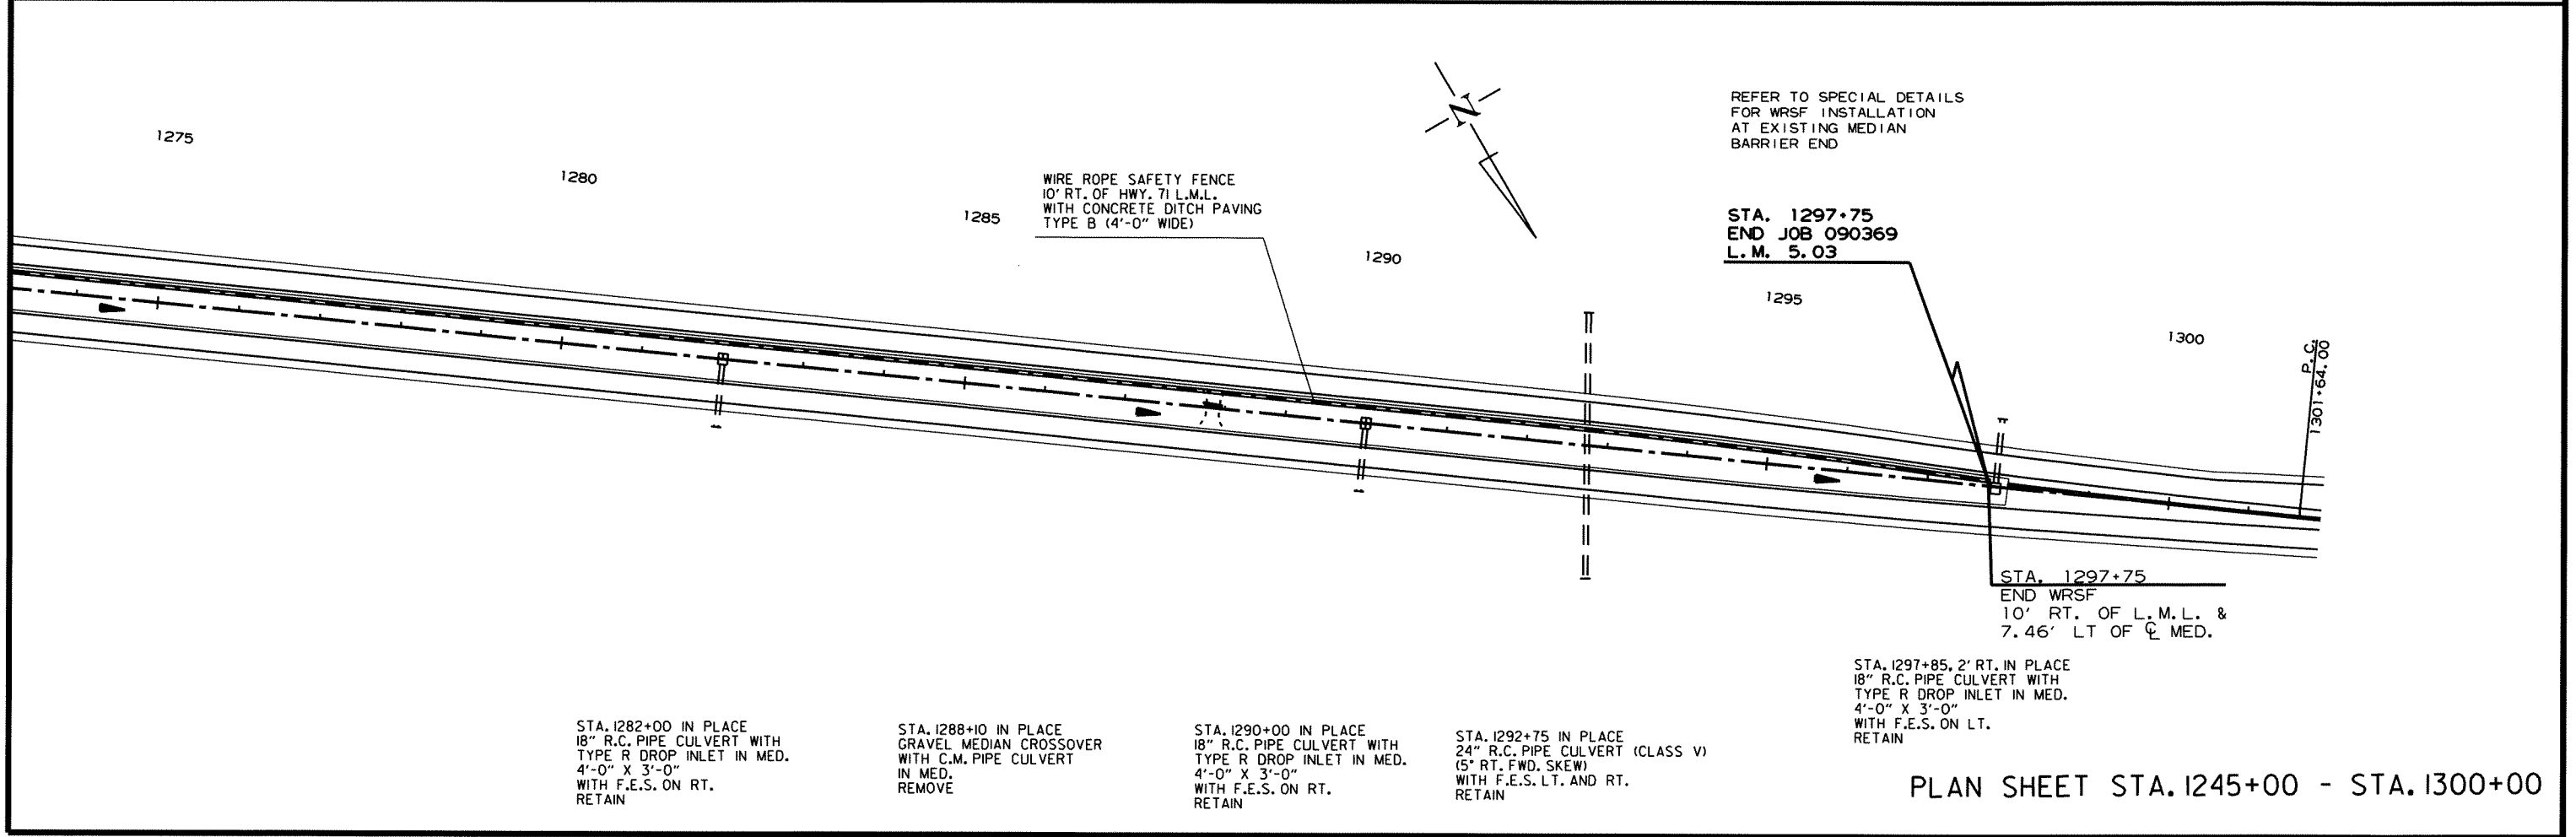 1275
1280
1285
1290
1295
1300
N
WIRE ROPE SAFETY FENCE
10' RT. OF HWY. 71 L.M.L.
WITH CONCRETE DITCH PAVING
TYPE B (4'-0" WIDE)
REFER TO SPECIAL DETAILS
FOR WRSF INSTALLATION
AT EXISTING MEDIAN
BARRIER END
STA. 1297+75
END JOB 090369
L.M. 5.03
P.C.
1301+64.00
STA. 1297+75
END WRSF
10' RT. OF L.M.L. &
7.46' LT OF ℄ MED.
STA. 1282+00 IN PLACE
18" R.C. PIPE CULVERT WITH
TYPE R DROP INLET IN MED.
4'-0" X 3'-0"
WITH F.E.S. ON RT.
RETAIN
STA. 1288+10 IN PLACE
GRAVEL MEDIAN CROSSOVER
WITH C.M. PIPE CULVERT
IN MED.
REMOVE
STA. 1290+00 IN PLACE
18" R.C. PIPE CULVERT WITH
TYPE R DROP INLET IN MED.
4'-0" X 3'-0"
WITH F.E.S. ON RT.
RETAIN
STA. 1292+75 IN PLACE
24" R.C. PIPE CULVERT (CLASS V)
(5° RT. FWD. SKEW)
WITH F.E.S. LT. AND RT.
RETAIN
STA. 1297+85, 2' RT. IN PLACE
18" R.C. PIPE CULVERT WITH
TYPE R DROP INLET IN MED.
4'-0" X 3'-0"
WITH F.E.S. ON LT.
RETAIN
PLAN SHEET STA. 1245+00 - STA. 1300+00